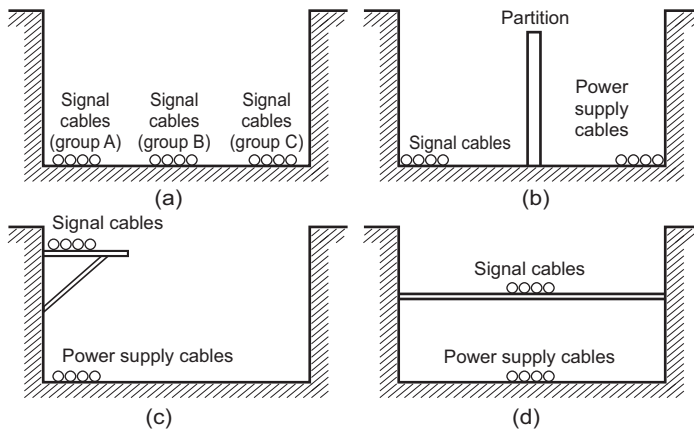 Signal
cables
(group A)
Signal
cables
(group B)
Signal
cables
(group C)
(a)
Partition
Signal cables
Power
supply
cables
(b)
Signal cables
Power supply cables
(c)
Signal cables
Power supply cables
(d)